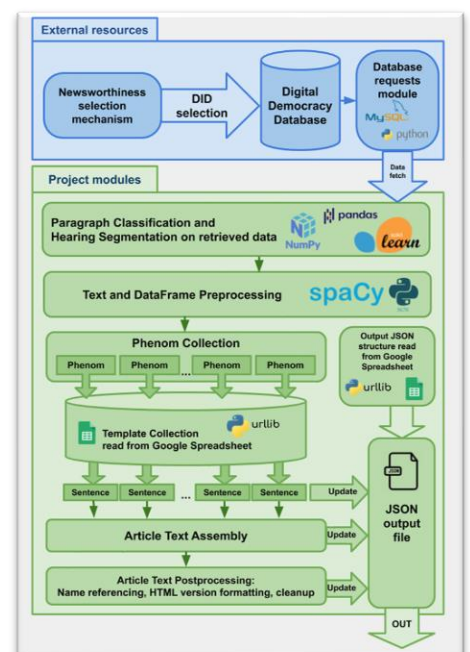 External resources
Newsworthiness
selection
mechanism
DID
selection
Digital
Democracy
Database
Database
requests
module
MySQL
python
Data
fetch
Project modules
Paragraph Classification and
Hearing Segmentation on retrieved data
NumPy
pandas
learn
Text and DataFrame Preprocessing
spaCy
Phenom Collection
Phenom
Phenom
...
Phenom
Phenom
Output JSON
structure read
from Google
Spreadsheet
urllib
Template Collection
read from Google Spreadsheet
urllib
Sentence
Sentence
...
Sentence
Sentence
Update
JSON
JSON
output
file
Article Text Assembly
Update
Article Text Postprocessing:
Name referencing, HTML version formatting, cleanup
Update
OUT